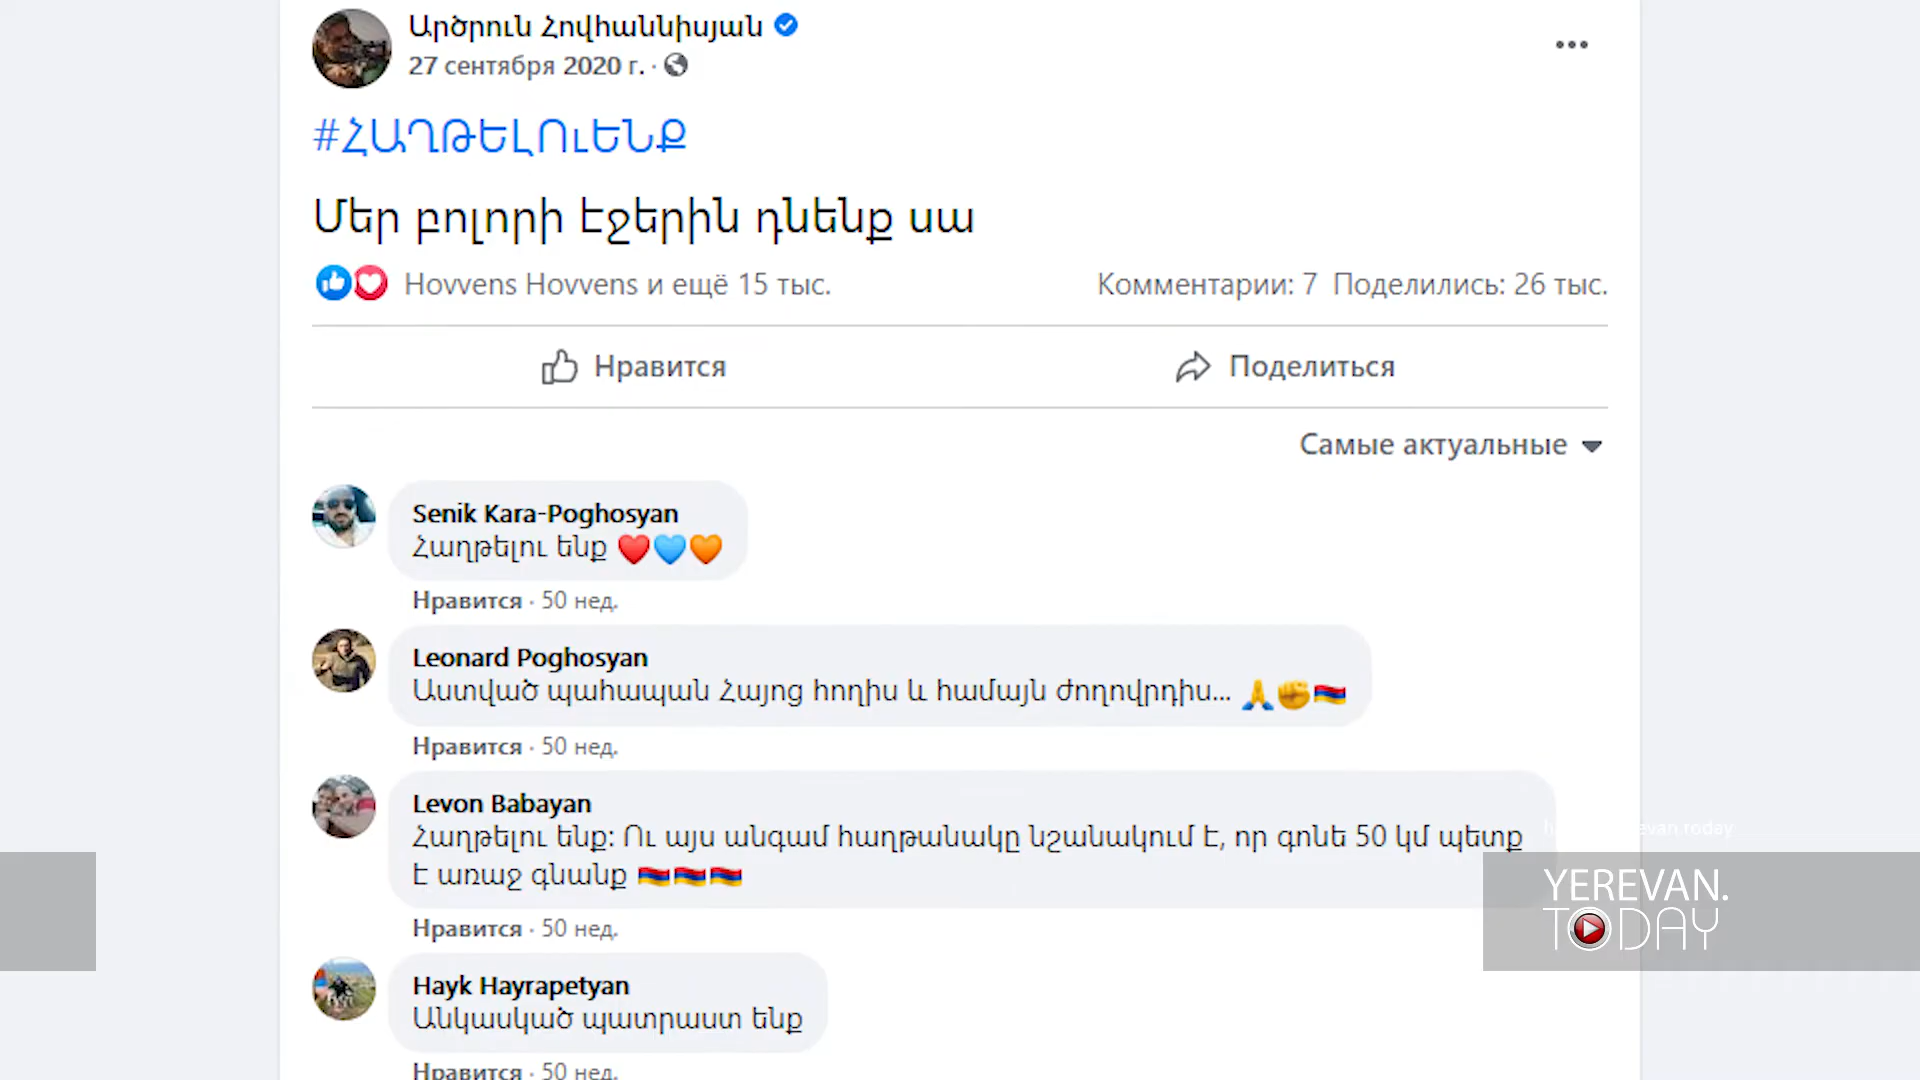 Արծրուն Հովհաննիսյան
27 сентября 2020 г. ·
#ՀԱՂԹԵԼՈւԵՆՔ
Մեր բոլորի էջերին դնենք սա
Hovvens Hovvens и ещё 15 тыс.
Комментарии: 7 Поделились: 26 тыс.
Нравится
Поделиться
Самые актуальные
Senik Kara-Poghosyan
Հաղթելու ենք ❤️💙🧡
Нравится · 50 нед.
Leonard Poghosyan
Աստված պահապան Հայոց հողիս և համայն ժողովրդիս... 🙏✊🇦🇲
Нравится · 50 нед.
Levon Babayan
Հաղթելու ենք: Ու այս անգամ հաղթանակը նշանակում է, որ գոնե 50 կմ պետք
է առաջ գնանք 🇦🇲🇦🇲🇦🇲
Нравится · 50 нед.
YEREVAN.
TODAY
Hayk Hayrapetyan
Անկասկած պատրաստ ենք
Нравится · 50 нед.